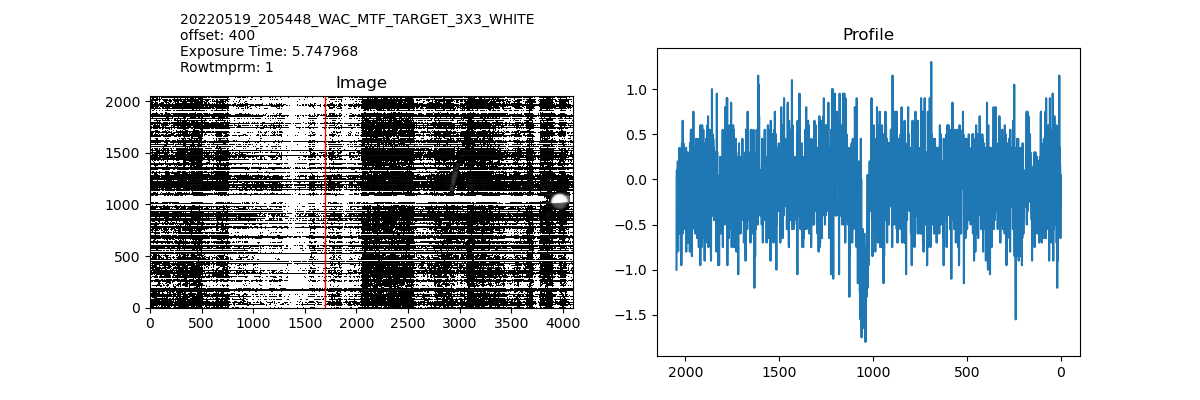 20220519_205448_WAC_MTF_TARGET_3X3_WHITE
offset: 400
Exposure Time: 5.747968
Rowtmprm: 1
Image
2000
1500
1000
500
0
0 500 1000 1500 2000 2500 3000 3500 4000
Profile
1.0
0.5
0.0
−0.5
−1.0
−1.5
2000 1500 1000 500 0